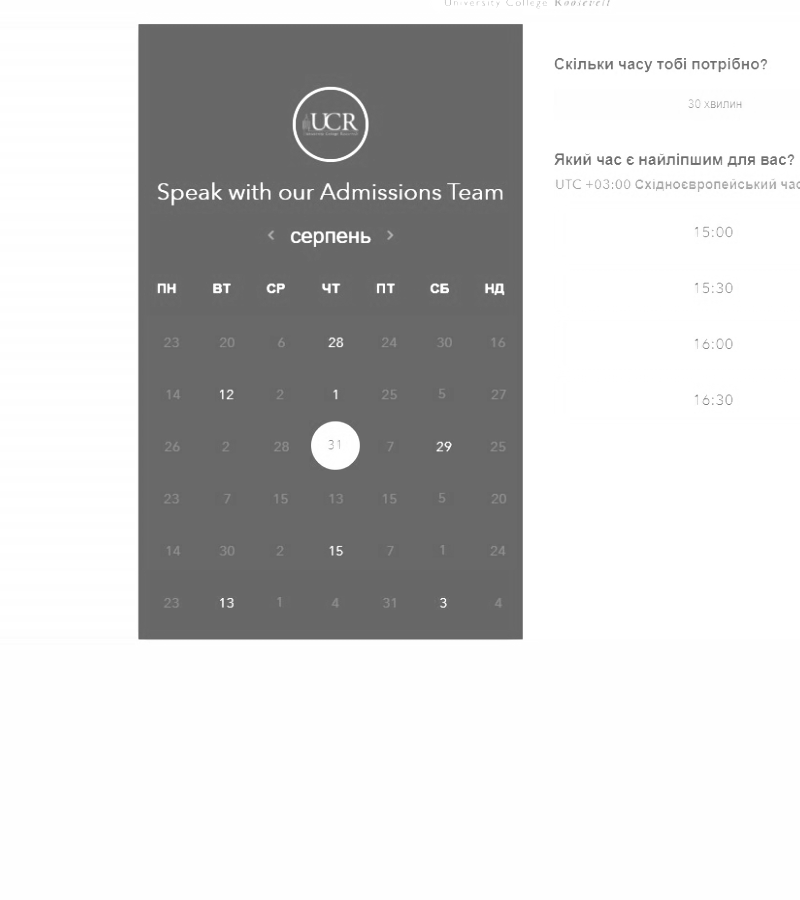 University College Roosevelt
UCR
Speak with our Admissions Team
‹ серпень ›
ПН ВТ СР ЧТ ПТ СБ НД
23 20 6 28 24 30 16
14 12 2 1 25 5 27
26 2 28 31 7 29 25
23 7 15 13 15 5 20
14 30 2 15 7 1 24
23 13 1 4 31 3 4
Скільки часу тобі потрібно?
30 хвилин
Який час є найліпшим для вас?
UTC +03:00 Східноєвропейський час
15:00
15:30
16:00
16:30